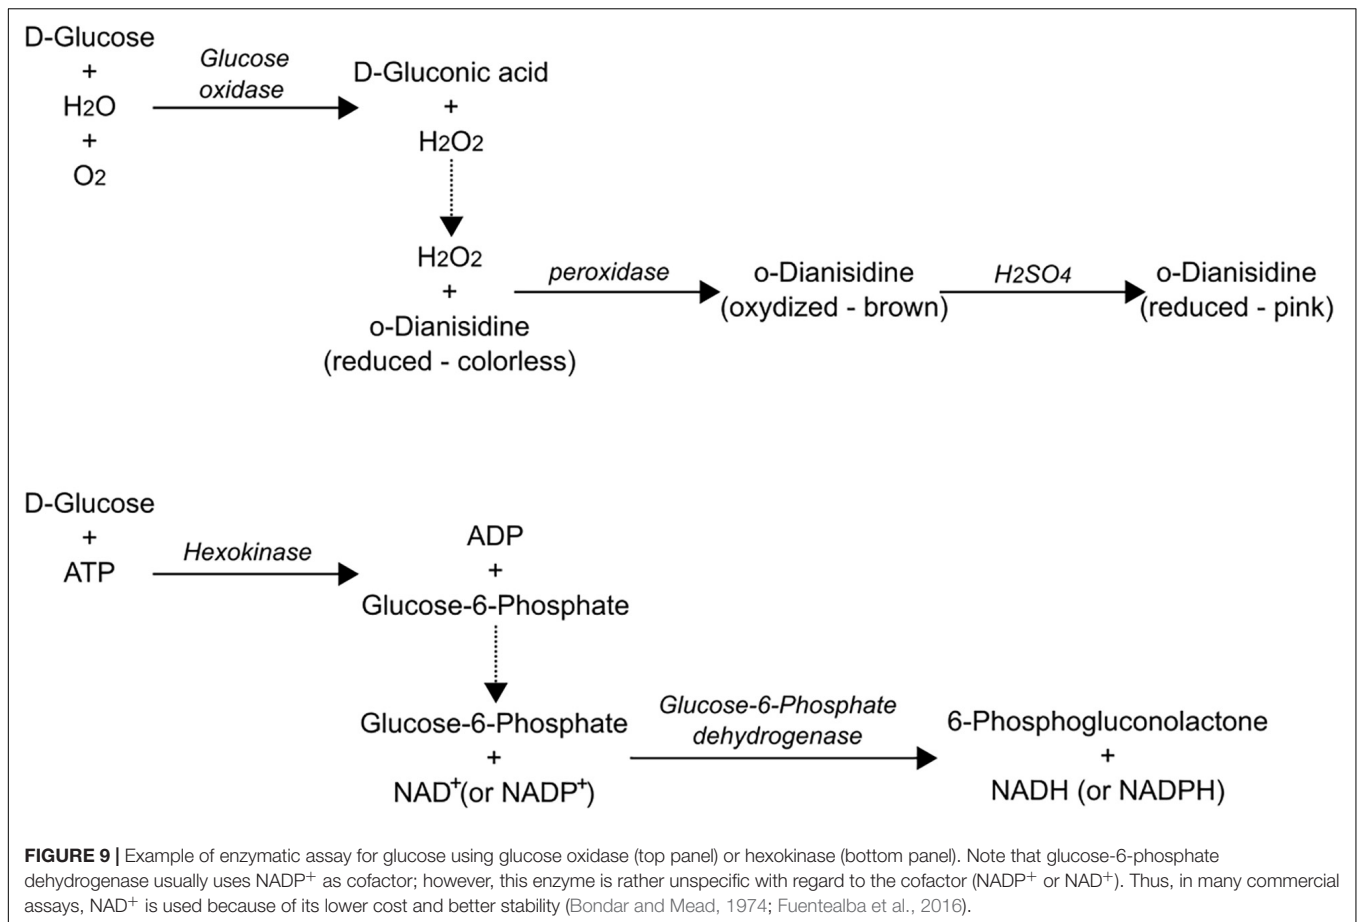 D-Glucose
+
H2O
+
O2
Glucose
oxidase
D-Gluconic acid
+
H2O2
H2O2
+
o-Dianisidine
(reduced - colorless)
peroxidase
o-Dianisidine
(oxydized - brown)
H2SO4
o-Dianisidine
(reduced - pink)
D-Glucose
+
ATP
Hexokinase
ADP
+
Glucose-6-Phosphate
Glucose-6-Phosphate
+
NAD+(or NADP+)
Glucose-6-Phosphate
dehydrogenase
6-Phosphogluconolactone
+
NADH (or NADPH)
FIGURE 9 | Example of enzymatic assay for glucose using glucose oxidase (top panel) or hexokinase (bottom panel). Note that glucose-6-phosphate
dehydrogenase usually uses NADP+ as cofactor; however, this enzyme is rather unspecific with regard to the cofactor (NADP+ or NAD+). Thus, in many commercial
assays, NAD+ is used because of its lower cost and better stability (Bondar and Mead, 1974; Fuentealba et al., 2016).